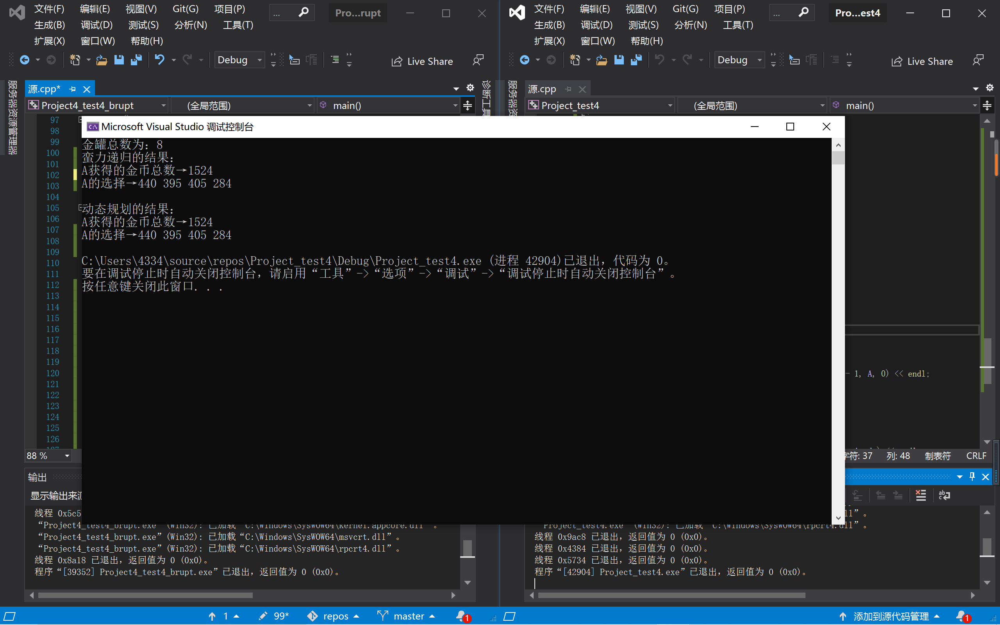 文件(F) 编辑(E) 视图(V) Git(G) 项目(P) ... Pro...rupt
生成(B) 调试(D) 测试(S) 分析(N) 工具(T)
扩展(X) 窗口(W) 帮助(H)
Debug Live Share
服务器资源管理器
源.cpp*
诊断工具
Project4_test4_brupt (全局范围) main()
文件(F) 编辑(E) 视图(V) Git(G) 项目(P) ... Pro...est4
生成(B) 调试(D) 测试(S) 分析(N) 工具(T)
扩展(X) 窗口(W) 帮助(H)
Debug Live Share
服务器资
源.cpp
Project_test4 (全局范围) main()
97
98
99
100
101
102
103
104
105
106
107
108
109
110
111
112
113
114
115
116
117
118
119
120
121
122
123
124
125
126
127
Microsoft Visual Studio 调试控制台
金罐总数为：8
蛮力递归的结果：
A获得的金币总数→1524
A的选择→440 395 405 284
动态规划的结果：
A获得的金币总数→1524
A的选择→440 395 405 284
C:\Users\4334\source\repos\Project_test4\Debug\Project_test4.exe (进程 42904)已退出，代码为 0。
要在调试停止时自动关闭控制台，请启用“工具”->“选项”->“调试”->“调试停止时自动关闭控制台”。
按任意键关闭此窗口. . .
- 1, A, 0) << endl;
88 %
字符: 37 列: 48 制表符 CRLF
输出
显示输出来源
线程 0x5c5
“Project4_test4_brupt.exe”(Win32): 已加载“C:\Windows\SysWOW64\kernel.appcore.dll”。
“Project4_test4_brupt.exe”(Win32): 已加载“C:\Windows\SysWOW64\msvcrt.dll”。
“Project4_test4_brupt.exe”(Win32): 已加载“C:\Windows\SysWOW64\rpcrt4.dll”。
线程 0x8a18 已退出，返回值为 0 (0x0)。
程序“[39352] Project4_test4_brupt.exe”已退出，返回值为 0 (0x0)。
ll”。
“Project_test4.exe”(Win32): 已加载“C:\Windows\SysWOW64\rpcrt4.dll”。
线程 0x9ac8 已退出，返回值为 0 (0x0)。
线程 0x4384 已退出，返回值为 0 (0x0)。
线程 0x5734 已退出，返回值为 0 (0x0)。
程序“[42904] Project_test4.exe”已退出，返回值为 0 (0x0)。
1 99* repos master 1
添加到源代码管理 1